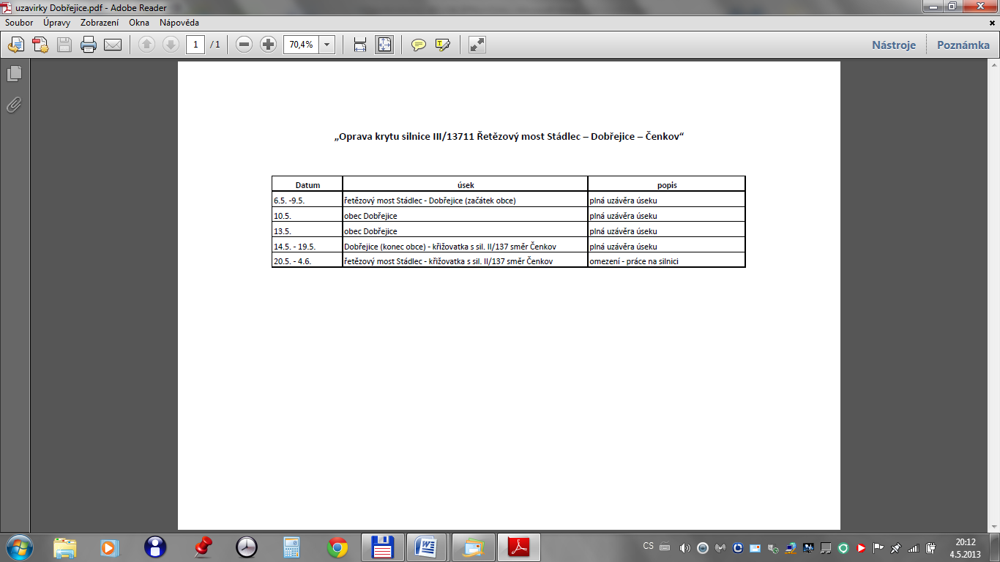 uzavirky Dobřejice.pdf - Adobe Reader
Soubor Úpravy Zobrazení Okna Nápověda
1 / 1 70,4% Nástroje Poznámka
„Oprava krytu silnice III/13711 Řetězový most Stádlec – Dobřejice – Čenkov“
Datum úsek popis
6.5. -9.5. řetězový most Stádlec - Dobřejice (začátek obce) plná uzávěra úseku
10.5. obec Dobřejice plná uzávěra úseku
13.5. obec Dobřejice plná uzávěra úseku
14.5. - 19.5. Dobřejice (konec obce) - křižovatka s sil. II/137 směr Čenkov plná uzávěra úseku
20.5. - 4.6. řetězový most Stádlec - křižovatka s sil. II/137 směr Čenkov omezení - práce na silnici
CS 20:12
4.5.2013